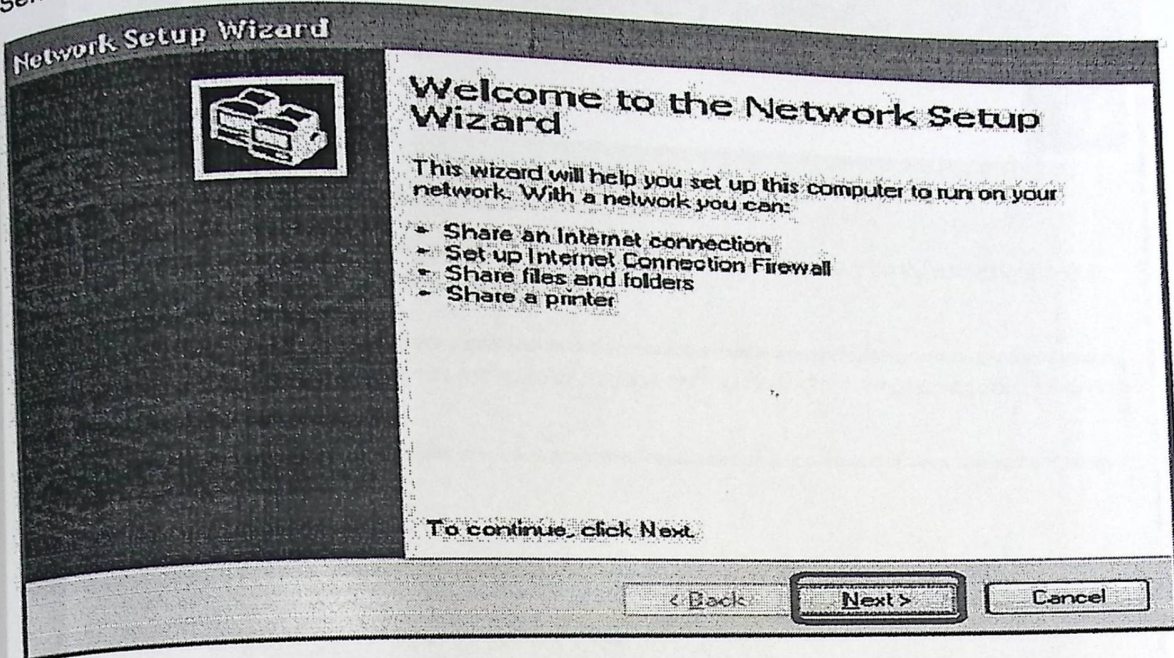 Network Setup Wizard
Welcome to the Network Setup
Wizard
This wizard will help you set up this computer to run on your
network. With a network you can:
- Share an Internet connection
- Set up Internet Connection Firewall
- Share files and folders
- Share a printer
To continue, click Next.
< Back
Next >
Cancel